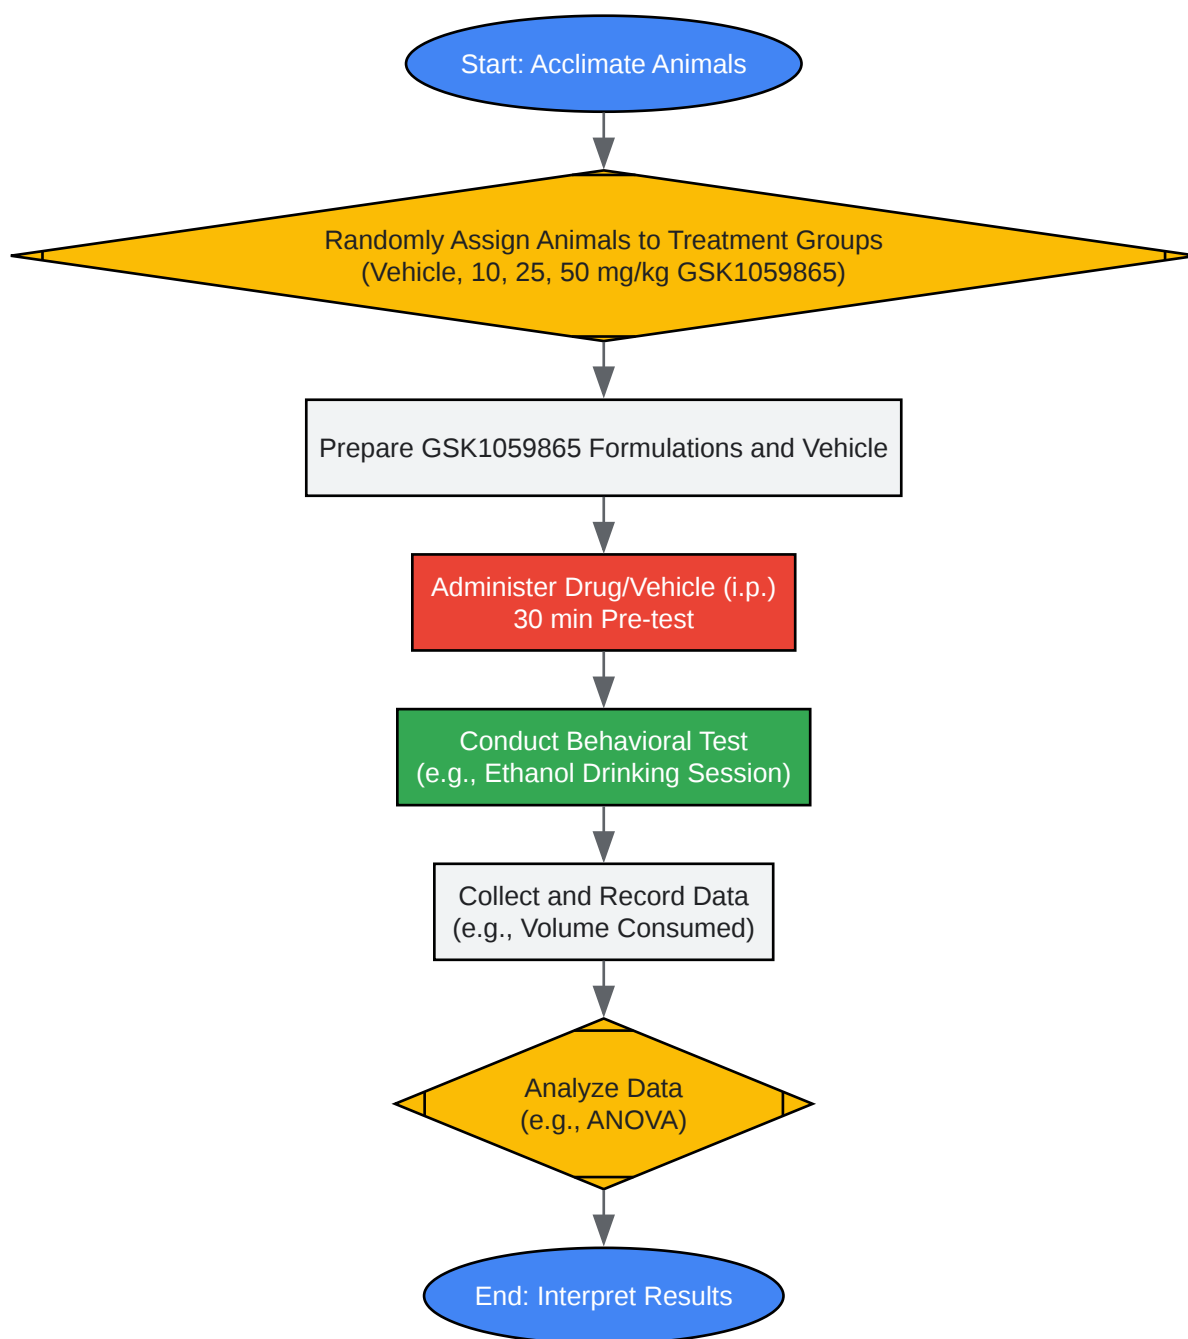 Start: Acclimate Animals
Randomly Assign Animals to Treatment Groups
(Vehicle, 10, 25, 50 mg/kg GSK1059865)
Prepare GSK1059865 Formulations and Vehicle
Administer Drug/Vehicle (i.p.)
30 min Pre-test
Conduct Behavioral Test
(e.g., Ethanol Drinking Session)
Collect and Record Data
(e.g., Volume Consumed)
Analyze Data
(e.g., ANOVA)
End: Interpret Results